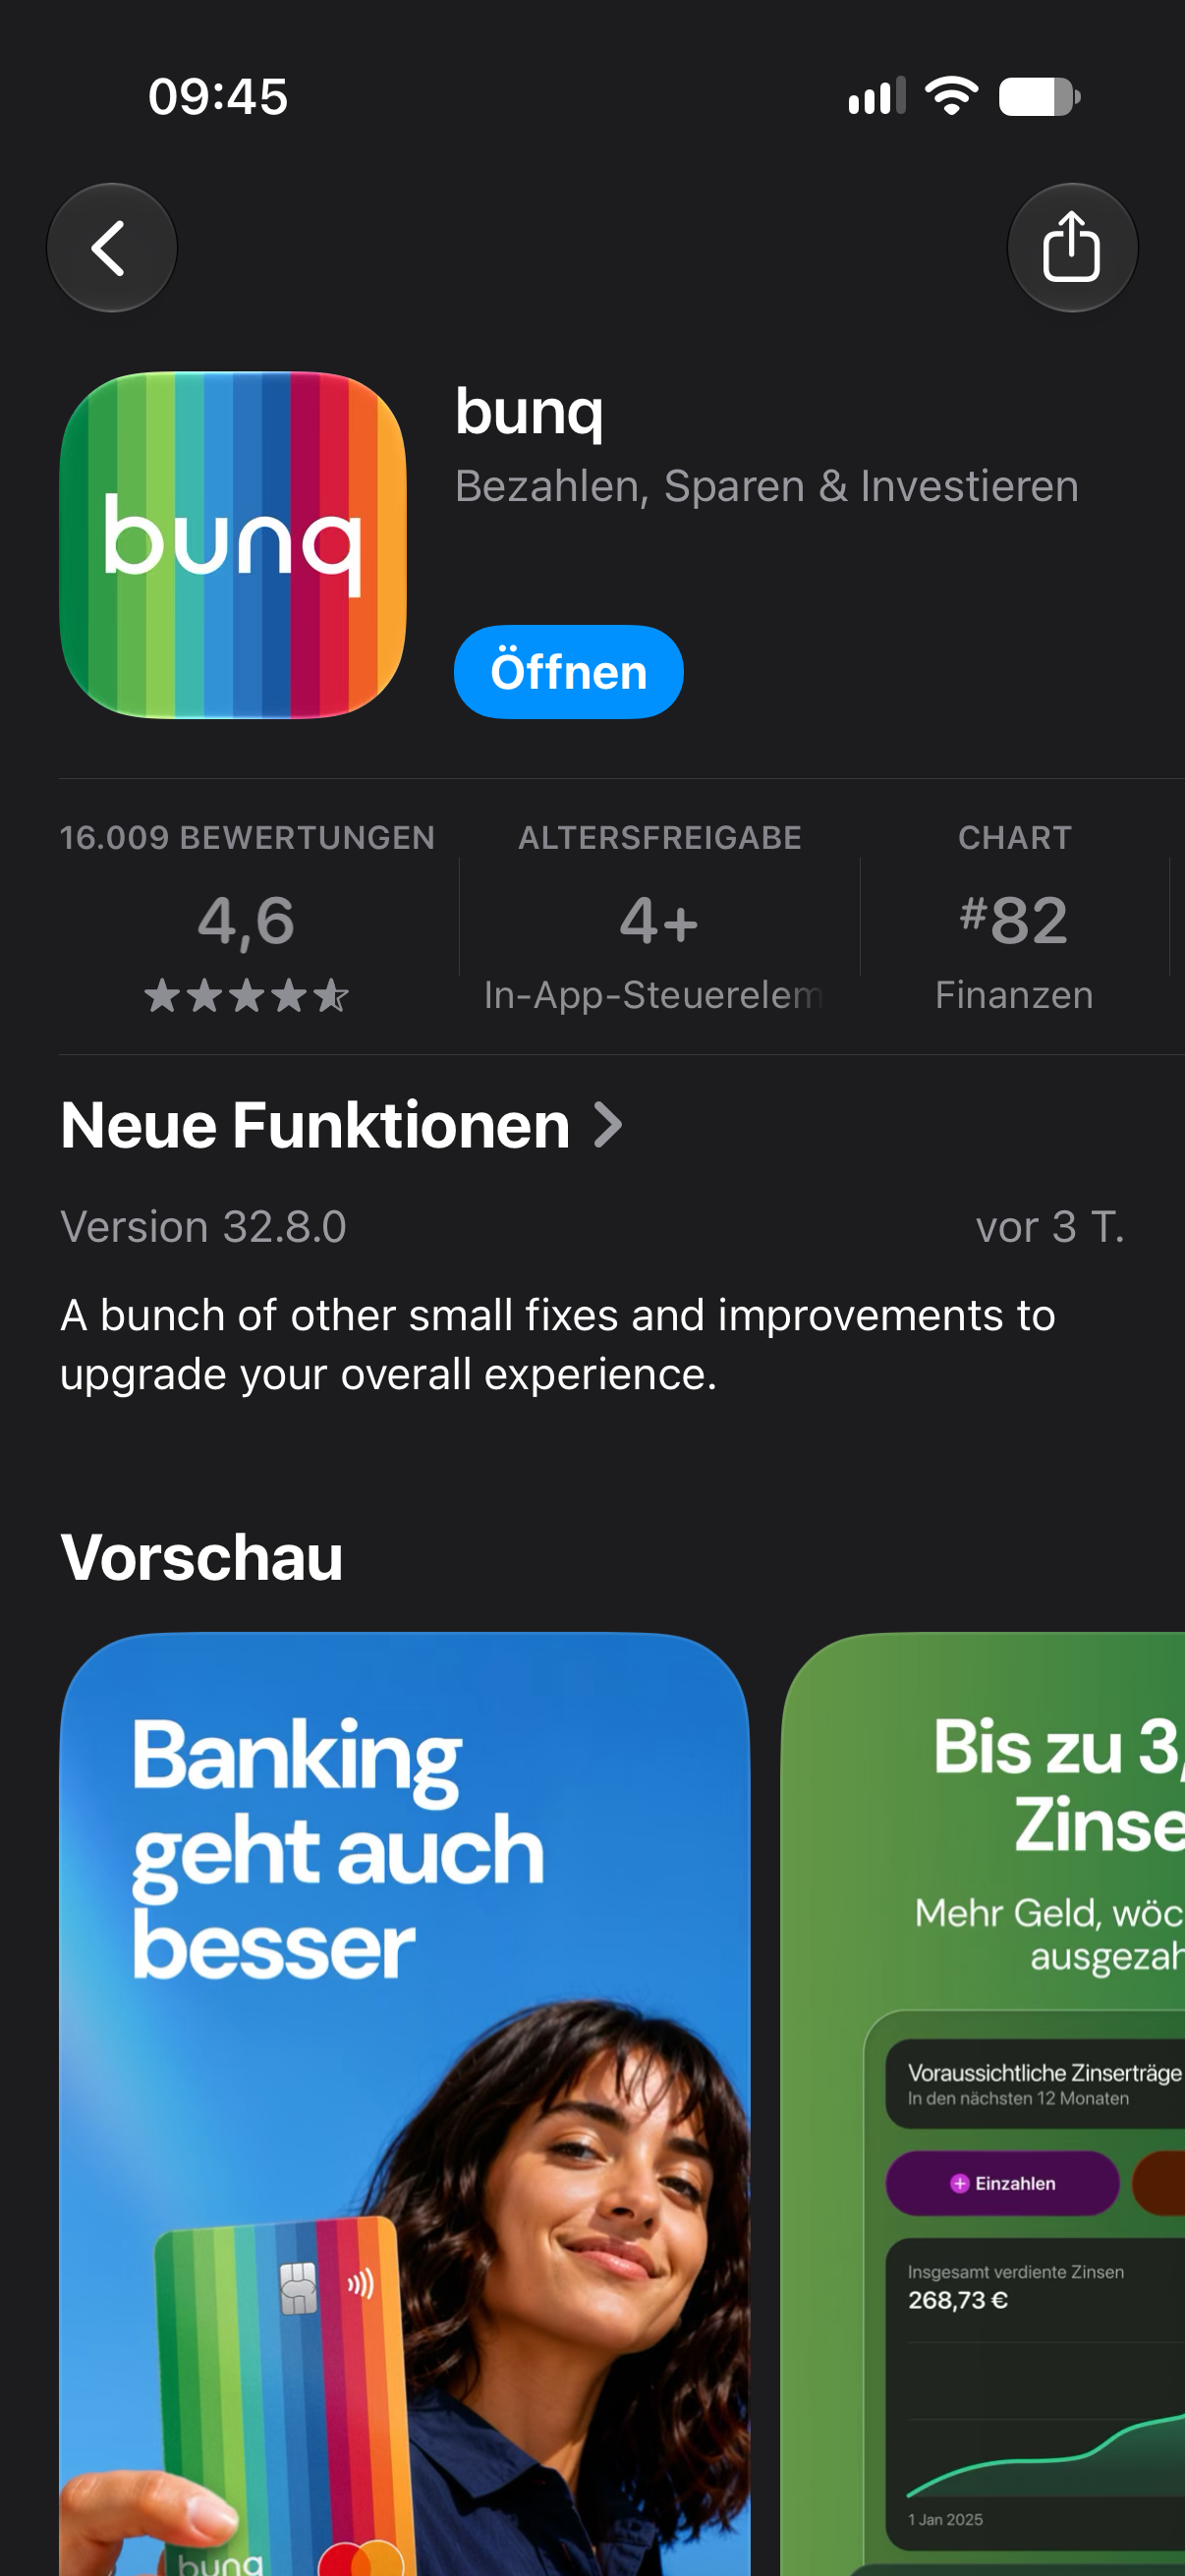 09:45
bunq
bunq
Bezahlen, Sparen & Investieren
Öffnen
16.009 BEWERTUNGEN
4,6
ALTERSFREIGABE
4+
In-App-Steuerelem
CHART
#82
Finanzen
Neue Funktionen
Version 32.8.0
vor 3 T.
A bunch of other small fixes and improvements to
upgrade your overall experience.
Vorschau
Banking
geht auch
besser
bunq
Bis zu 3,
Zinse
Mehr Geld, wöc
ausgezah
Voraussichtliche Zinserträge
In den nächsten 12 Monaten
Einzahlen
Insgesamt verdiente Zinsen
268,73 €
1 Jan 2025